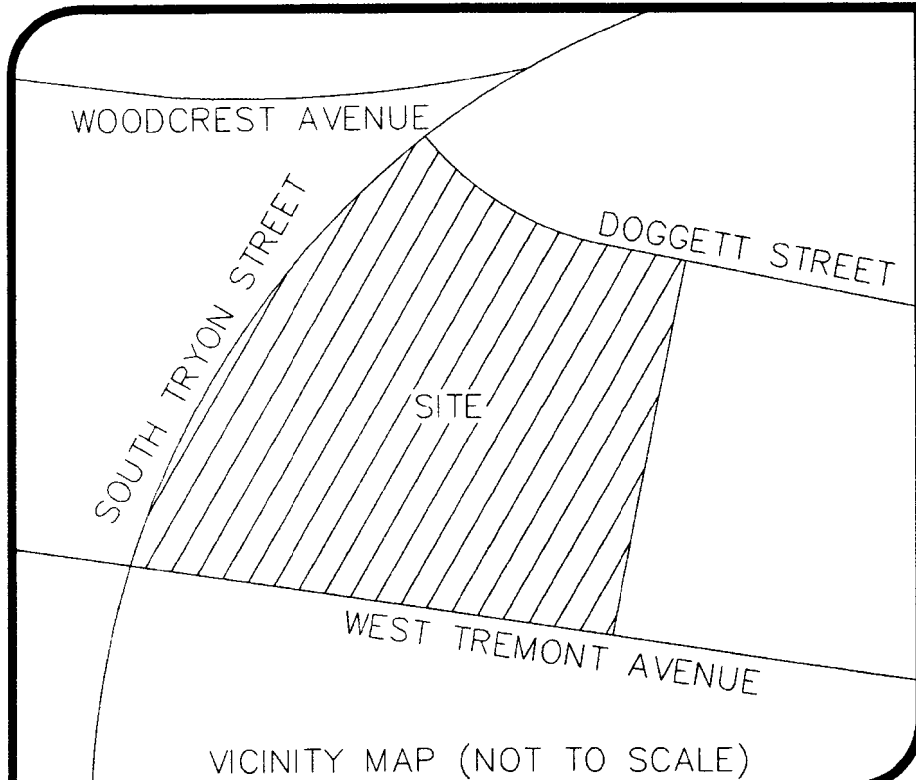 WOODCREST AVENUE
DOGGETT STREET
SOUTH TRYON STREET
SITE
WEST TREMONT AVENUE
VICINITY MAP (NOT TO SCALE)